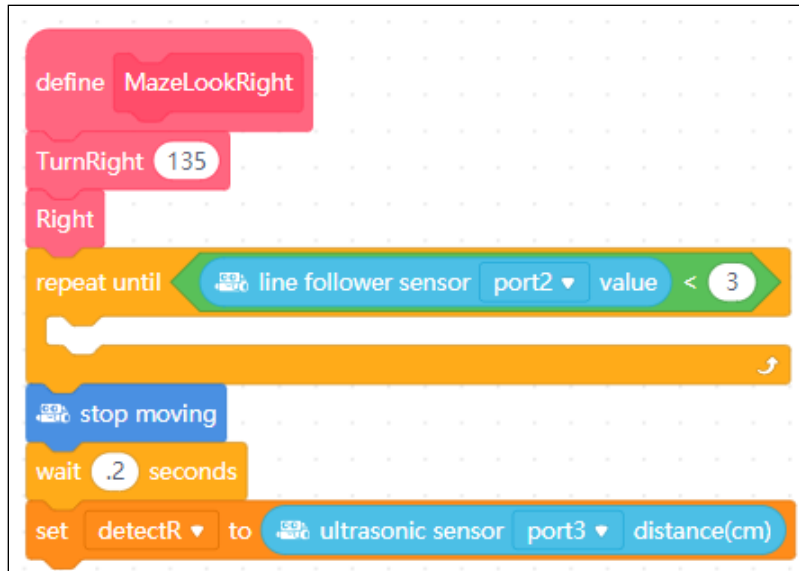 define MazeLookRight
TurnRight 135
Right
repeat until line follower sensor port2 value < 3
stop moving
wait .2 seconds
set detectR to ultrasonic sensor port3 distance(cm)